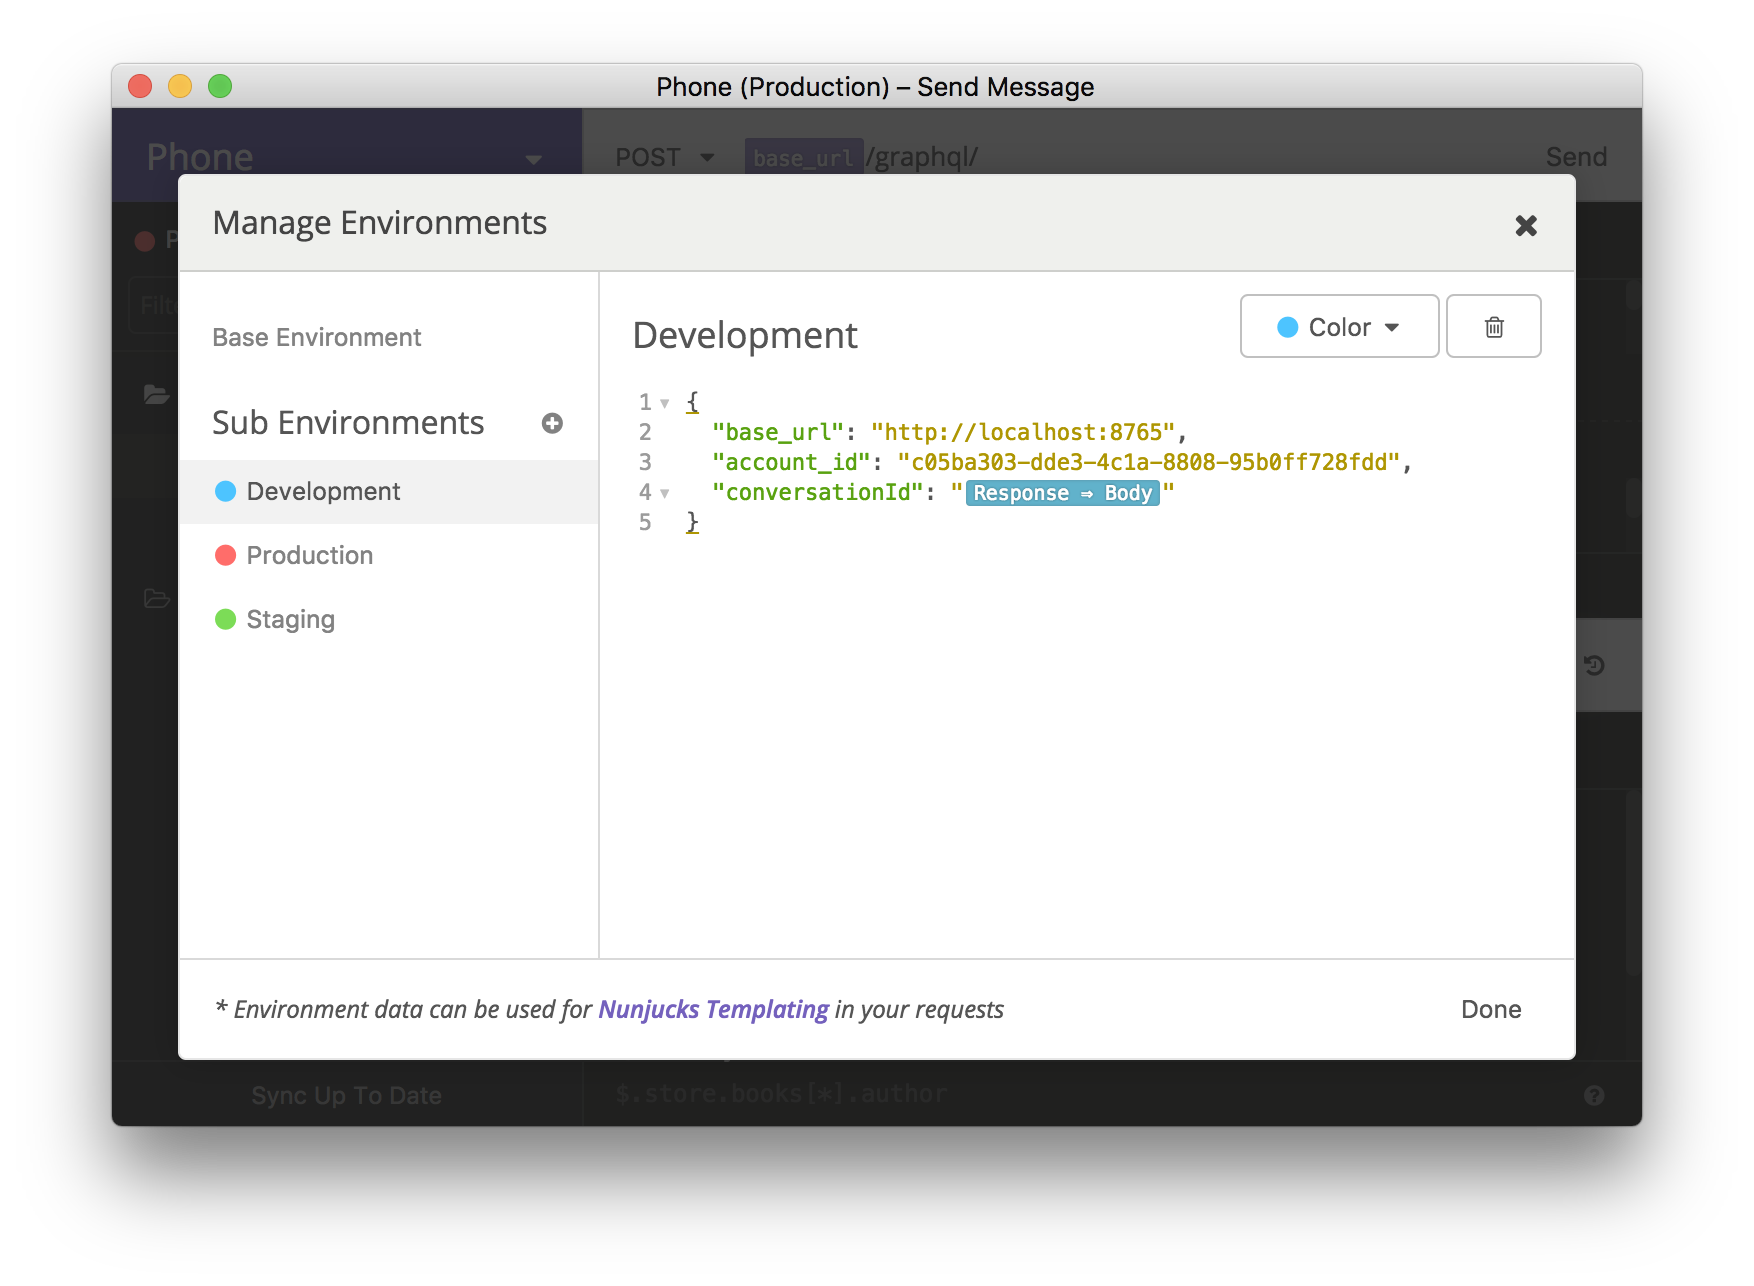 Phone (Production) – Send Message
Phone
POST base_url/graphql/ Send
Manage Environments
Base Environment
Sub Environments
Development
Production
Staging
Development
Color
1 {
2 "base_url": "http://localhost:8765",
3 "account_id": "c05ba303-dde3-4c1a-8808-95b0ff728fdd",
4 "conversationId": "Response ⇒ Body"
5 }
* Environment data can be used for Nunjucks Templating in your requests
Done
Sync Up To Date
$.store.books[*].author